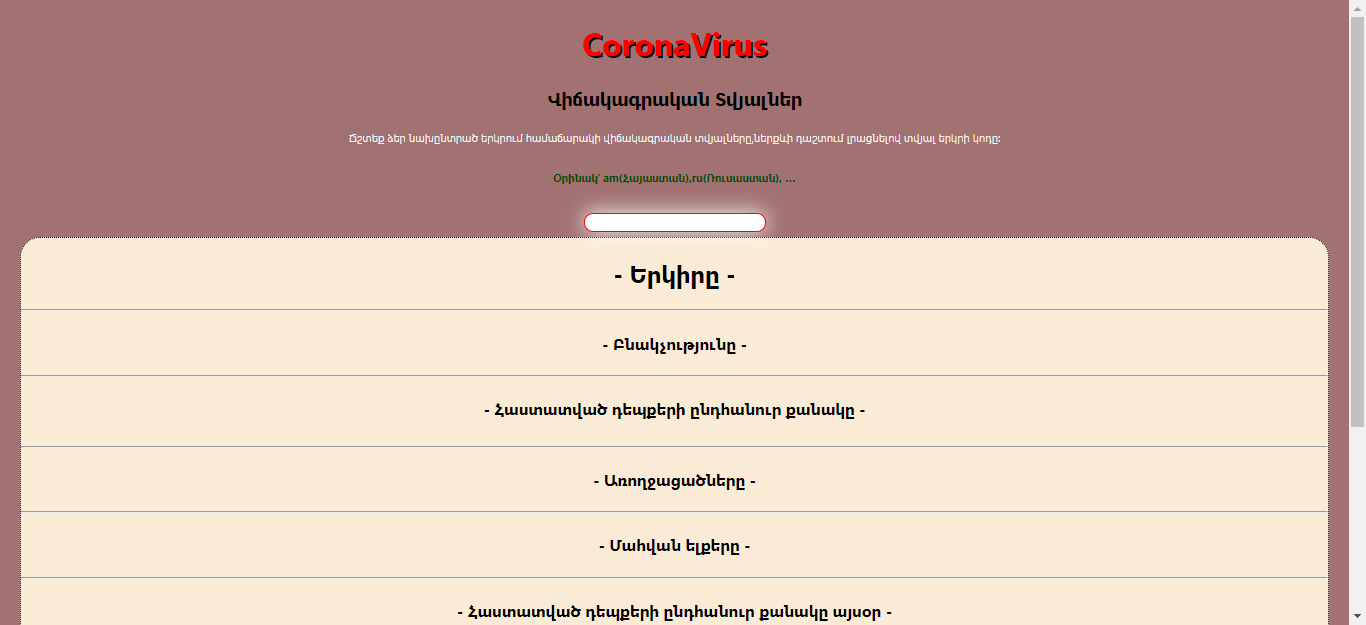 CoronaVirus
Վիճակագրական Տվյալներ
Ճշտեք ձեր նախընտրած երկրում համաճարակի վիճակագրական տվյալները,ներքևի դաշտում լրացնելով տվյալ երկրի կոդը:
Օրինակ՝ am(Հայաստան),ru(Ռուսաստան), ...
- Երկիրը -
- Բնակչությունը -
- Հաստատված դեպքերի ընդհանուր քանակը -
- Առողջացածները -
- Մահվան ելքերը -
- Հաստատված դեպքերի ընդհանուր քանակը այսօր -